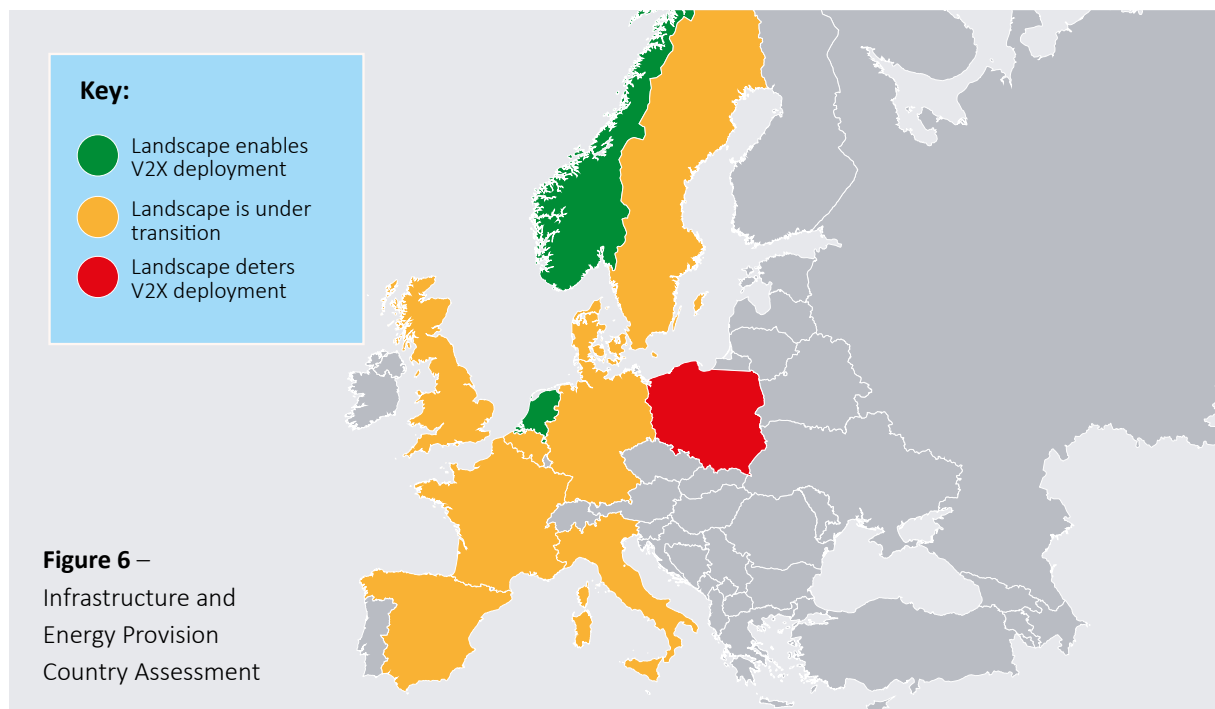 Key:
Landscape enables
V2X deployment
Landscape is under
transition
Landscape deters
V2X deployment
Figure 6 –
Infrastructure and
Energy Provision
Country Assessment